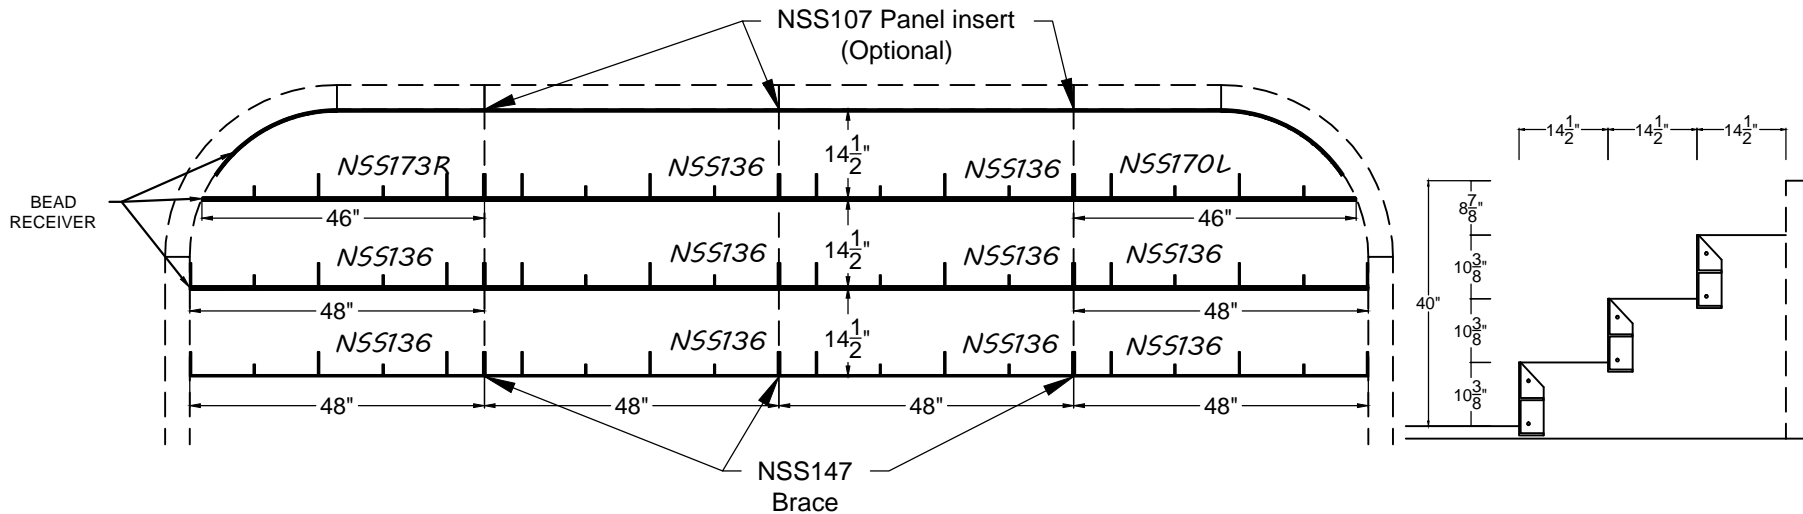 NSS107 Panel insert
(Optional)
NSS173R NSS136 14 1/2" NSS136 NSS170L
BEAD
RECEIVER
46" 46"
NSS136 NSS136 14 1/2" NSS136 NSS136
48" 48"
NSS136 NSS136 14 1/2" NSS136 NSS136
48" 48" 48" 48"
NSS147
Brace
14 1/2" 14 1/2" 14 1/2"
8 7/8"
10 3/8"
40"
10 3/8"
10 3/8"